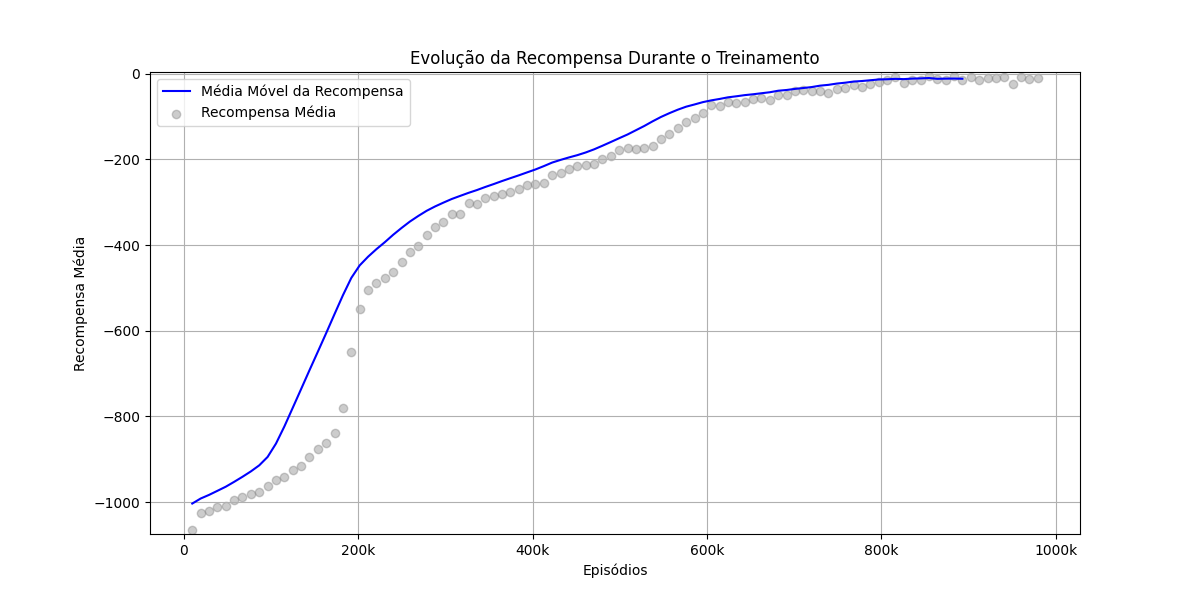 Evolução da Recompensa Durante o Treinamento
Média Móvel da Recompensa
Recompensa Média
Recompensa Média
0
−200
−400
−600
−800
−1000
0
200k
400k
600k
800k
1000k
Episódios